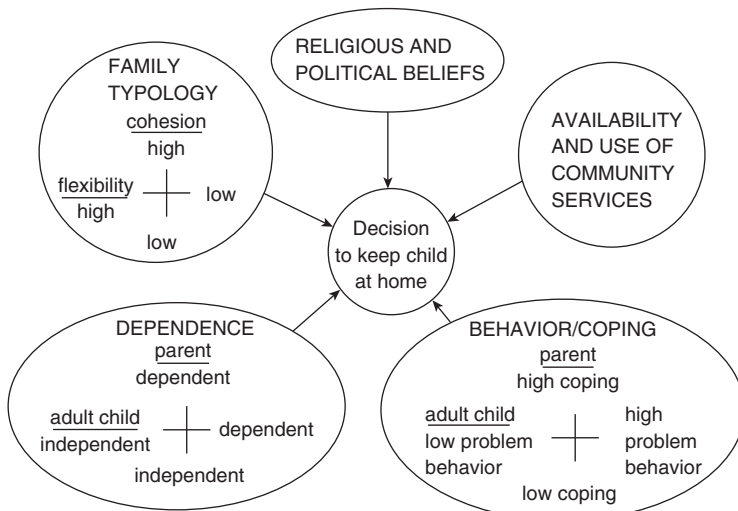 RELIGIOUS AND
POLITICAL BELIEFS
FAMILY
TYPOLOGY
cohesion
high
flexibility
high
low
low
AVAILABILITY
AND USE OF
COMMUNITY
SERVICES
Decision
to keep child
at home
DEPENDENCE
parent
dependent
adult child
independent
dependent
independent
BEHAVIOR/COPING
parent
high coping
adult child
low problem
behavior
high
problem
behavior
low coping